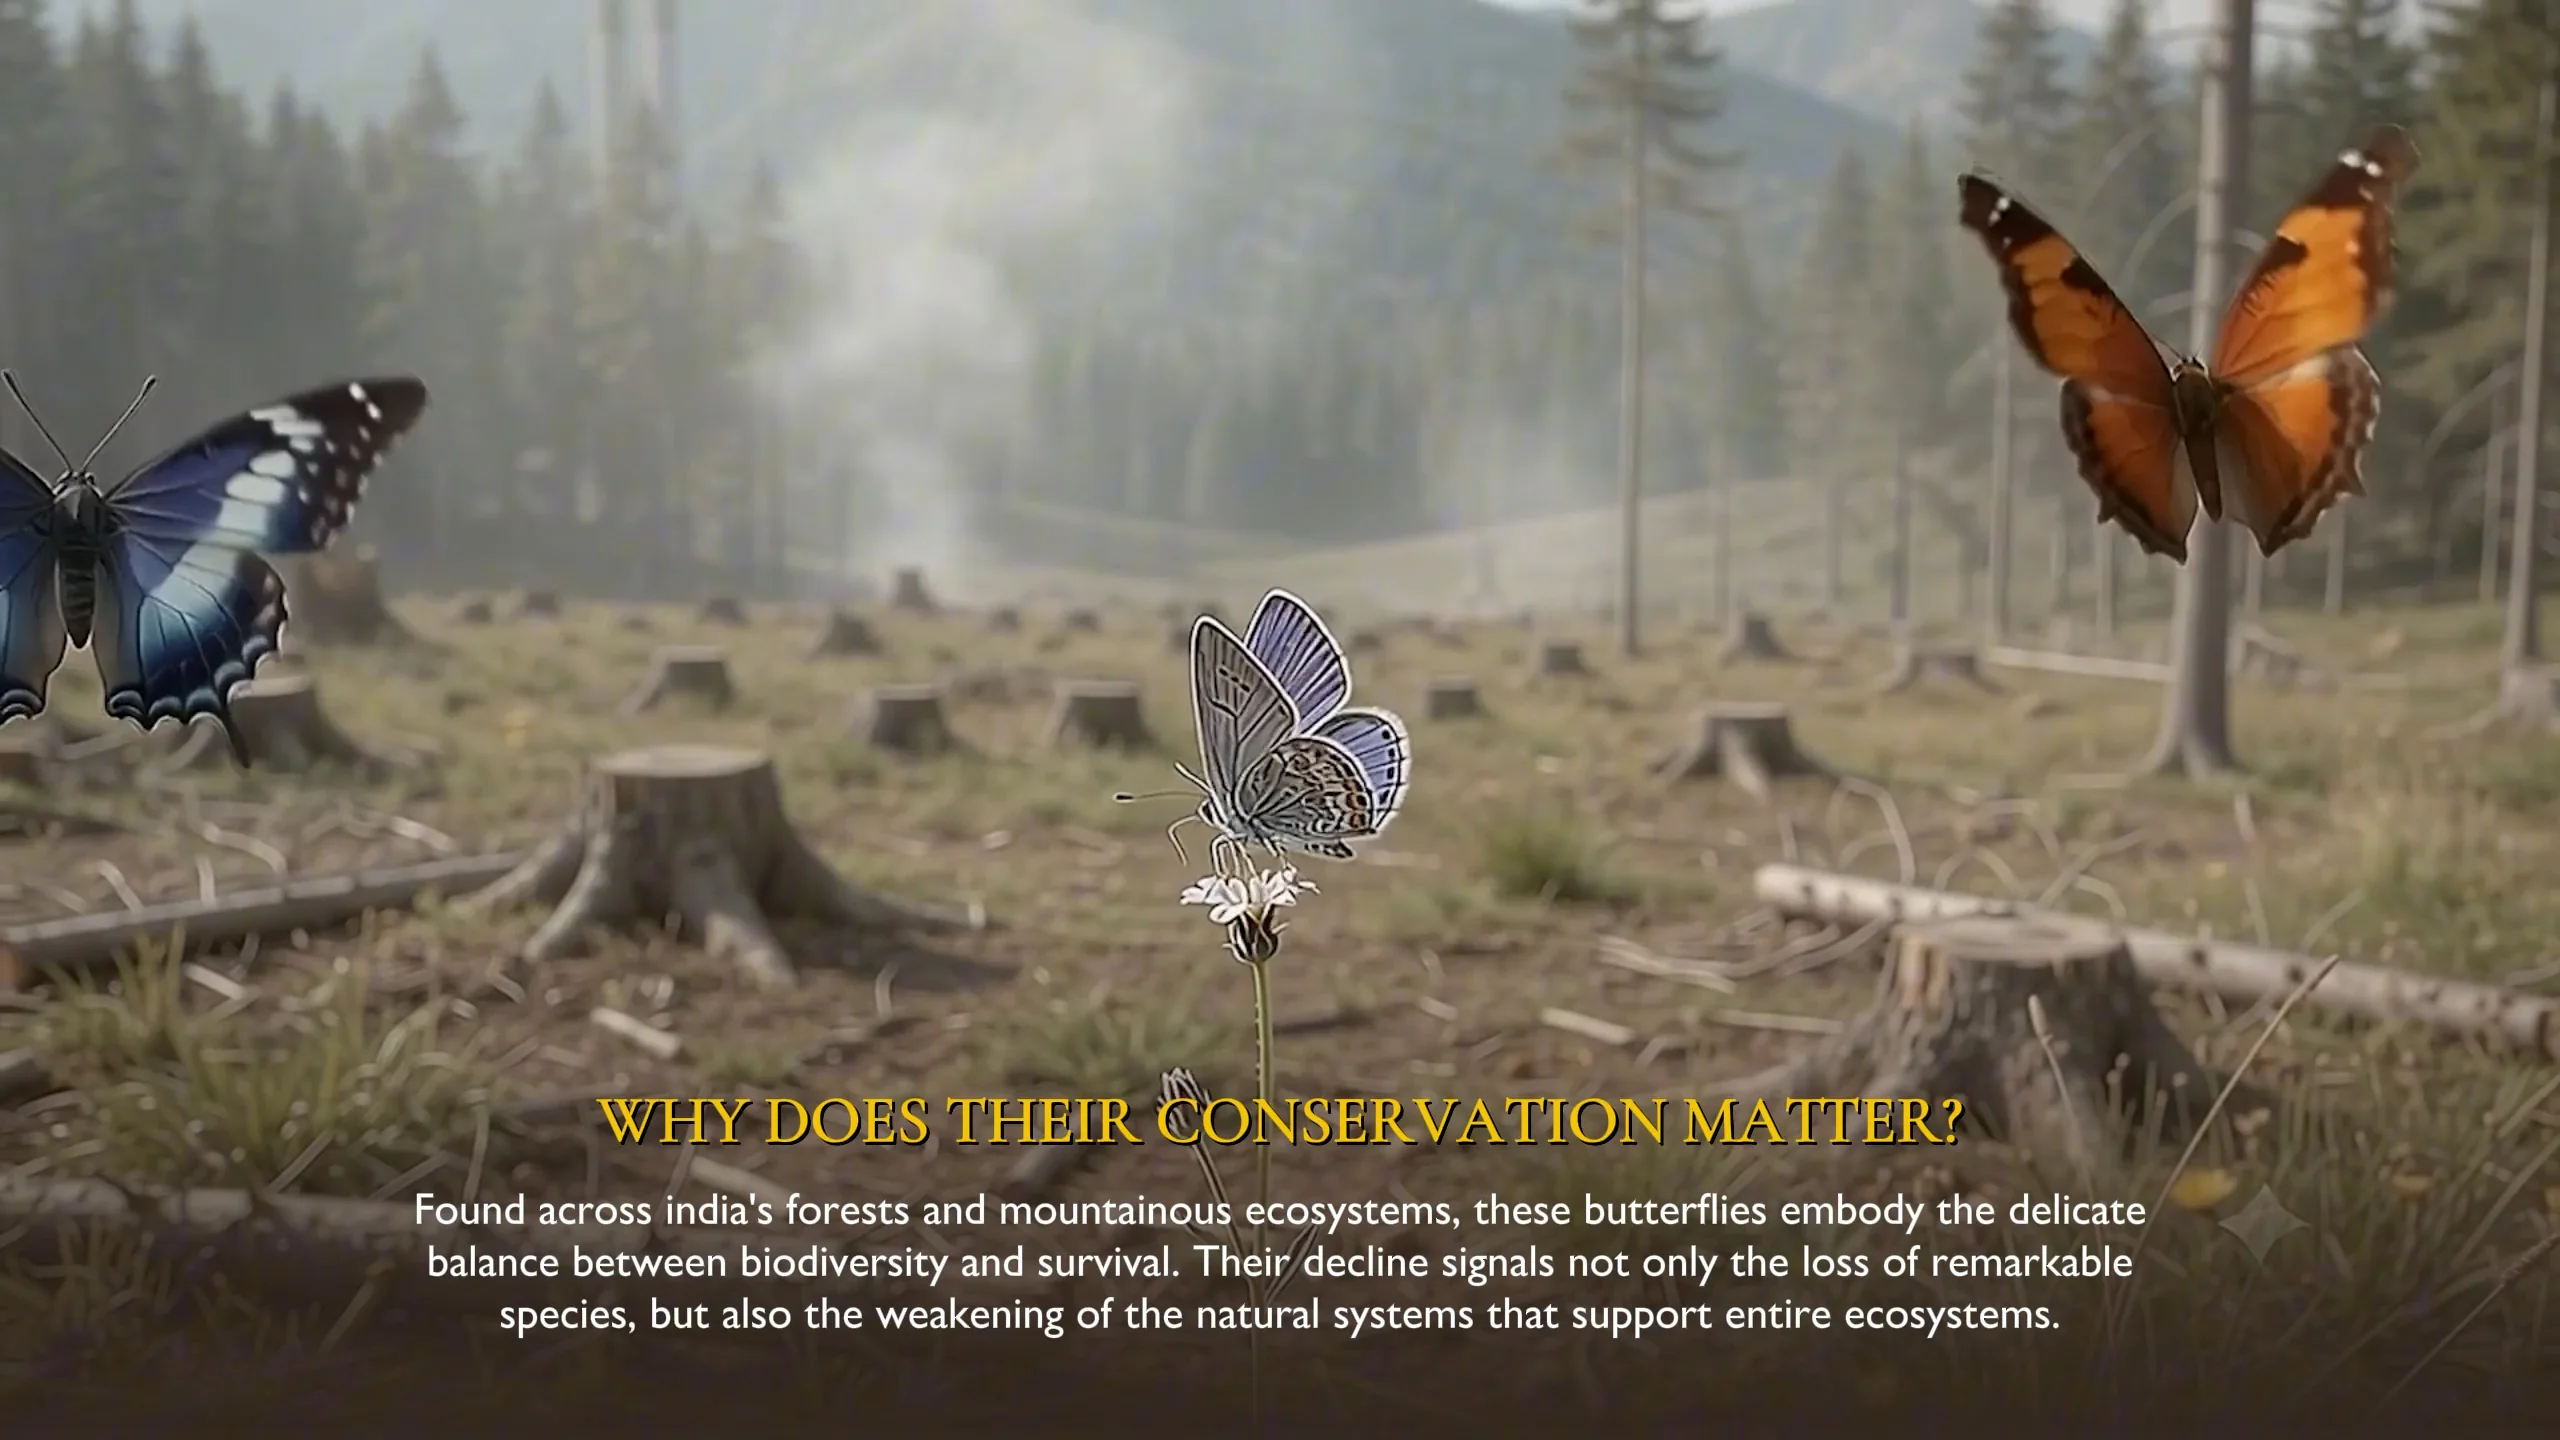 WHY DOES THEIR CONSERVATION MATTER?
Found across india's forests and mountainous ecosystems, these butterflies embody the delicate
balance between biodiversity and survival. Their decline signals not only the loss of remarkable
species, but also the weakening of the natural systems that support entire ecosystems.